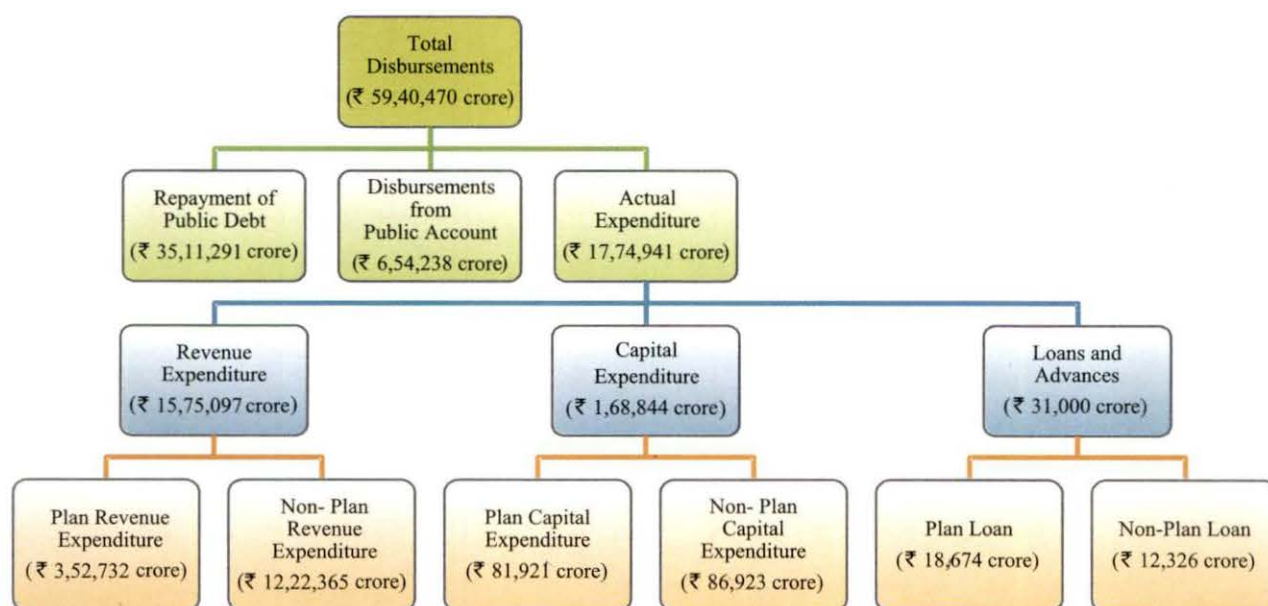 Total
Disbursements
(₹ 59,40,470 crore)
Repayment of
Public Debt
(₹ 35,11,291 crore)
Disbursements
from
Public Account
(₹ 6,54,238 crore)
Actual
Expenditure
(₹ 17,74,941 crore)
Revenue
Expenditure
(₹ 15,75,097 crore)
Capital
Expenditure
(₹ 1,68,844 crore)
Loans and
Advances
(₹ 31,000 crore)
Plan Revenue
Expenditure
(₹ 3,52,732 crore)
Non- Plan
Revenue
Expenditure
(₹ 12,22,365 crore)
Plan Capital
Expenditure
(₹ 81,921 crore)
Non- Plan
Capital
Expenditure
(₹ 86,923 crore)
Plan Loan
(₹ 18,674 crore)
Non-Plan Loan
(₹ 12,326 crore)